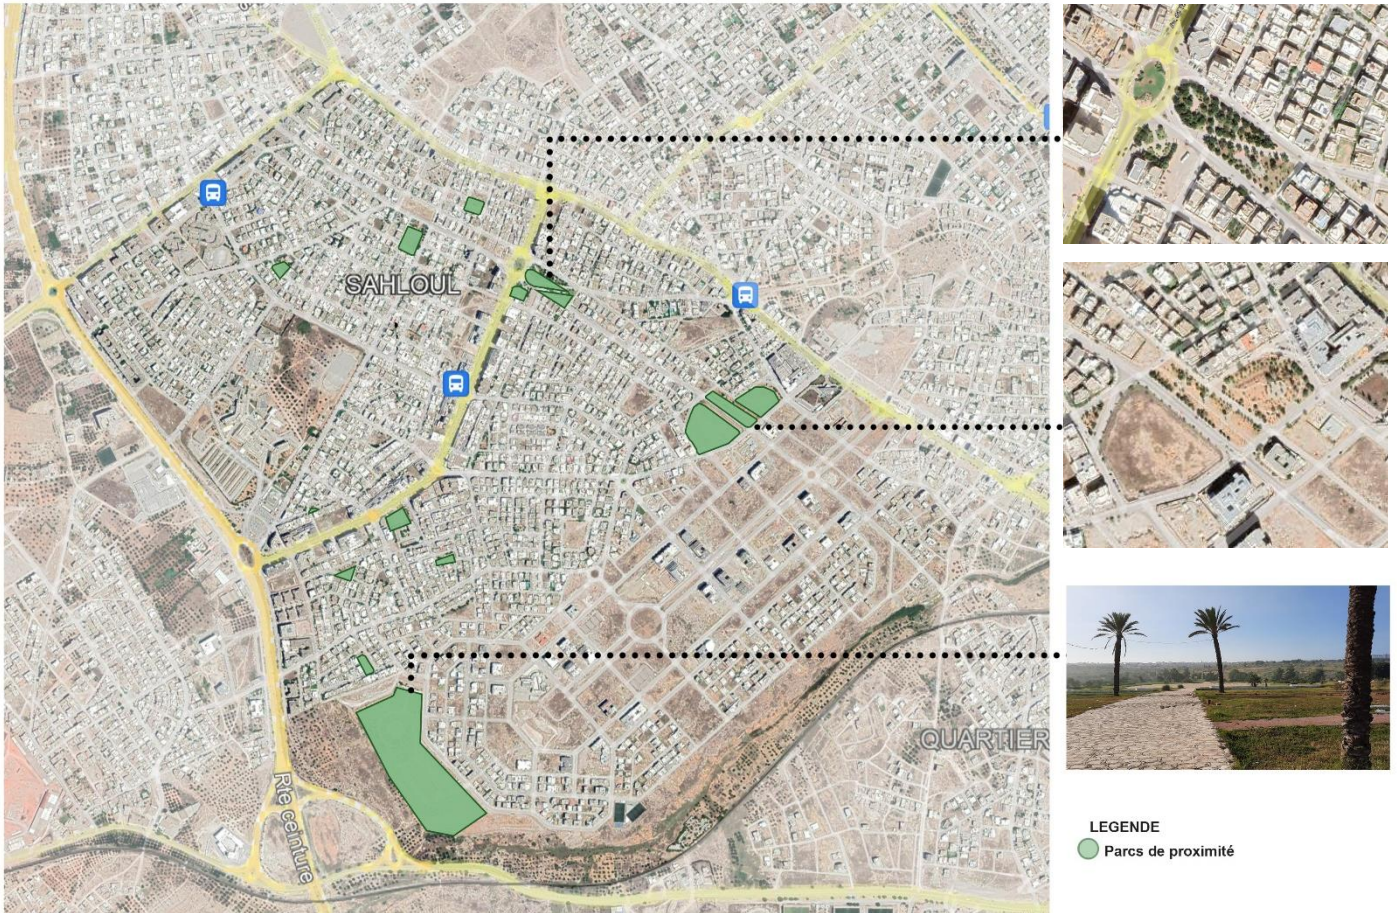 SAHLOUL
QUARTIER
Rte ceinture
LEGENDE
Parcs de proximité